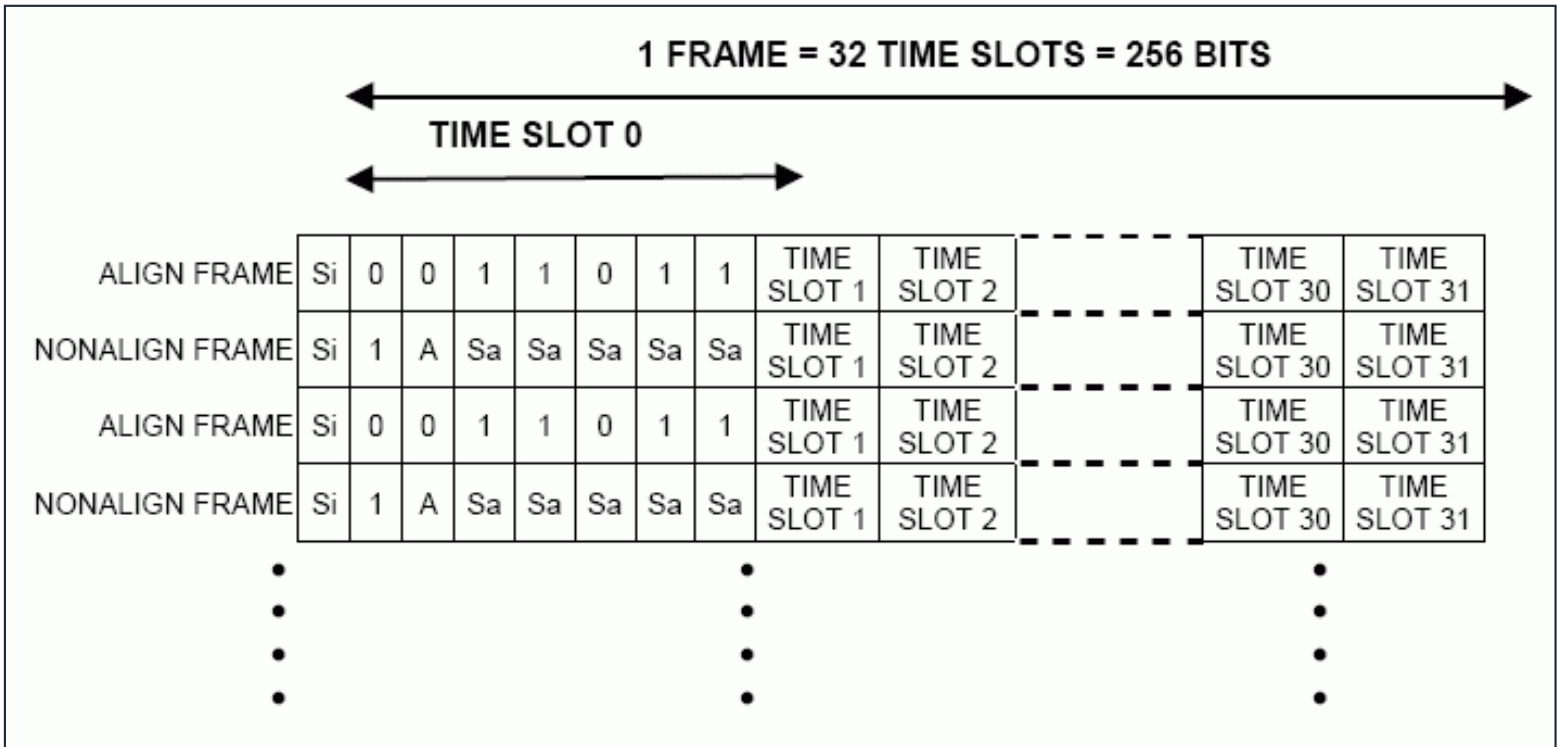 1 FRAME = 32 TIME SLOTS = 256 BITS
TIME SLOT 0
ALIGN FRAME Si 0 0 1 1 0 1 1 TIME SLOT 1 TIME SLOT 2 TIME SLOT 30 TIME SLOT 31
NONALIGN FRAME Si 1 A Sa Sa Sa Sa Sa TIME SLOT 1 TIME SLOT 2 TIME SLOT 30 TIME SLOT 31
ALIGN FRAME Si 0 0 1 1 0 1 1 TIME SLOT 1 TIME SLOT 2 TIME SLOT 30 TIME SLOT 31
NONALIGN FRAME Si 1 A Sa Sa Sa Sa Sa TIME SLOT 1 TIME SLOT 2 TIME SLOT 30 TIME SLOT 31